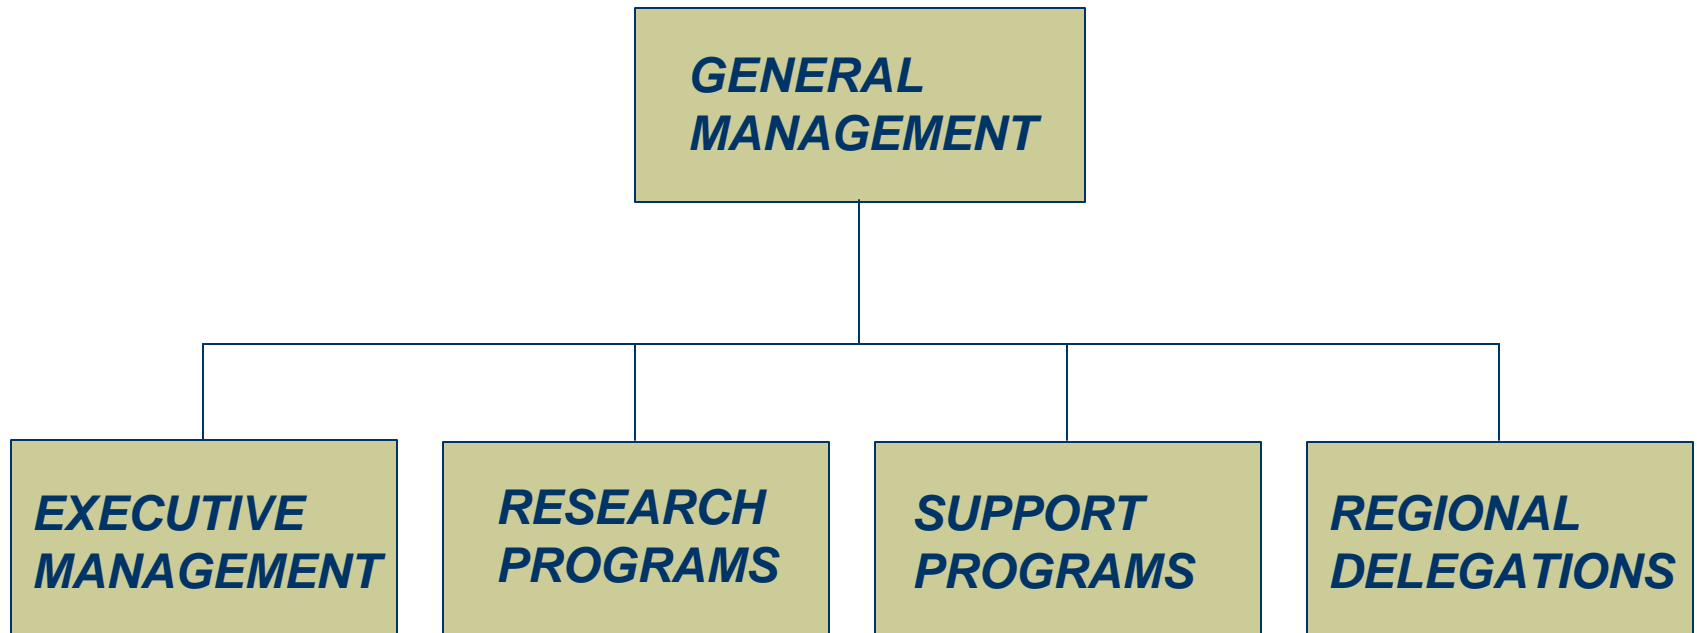 GENERAL
MANAGEMENT
EXECUTIVE
MANAGEMENT
RESEARCH
PROGRAMS
SUPPORT
PROGRAMS
REGIONAL
DELEGATIONS